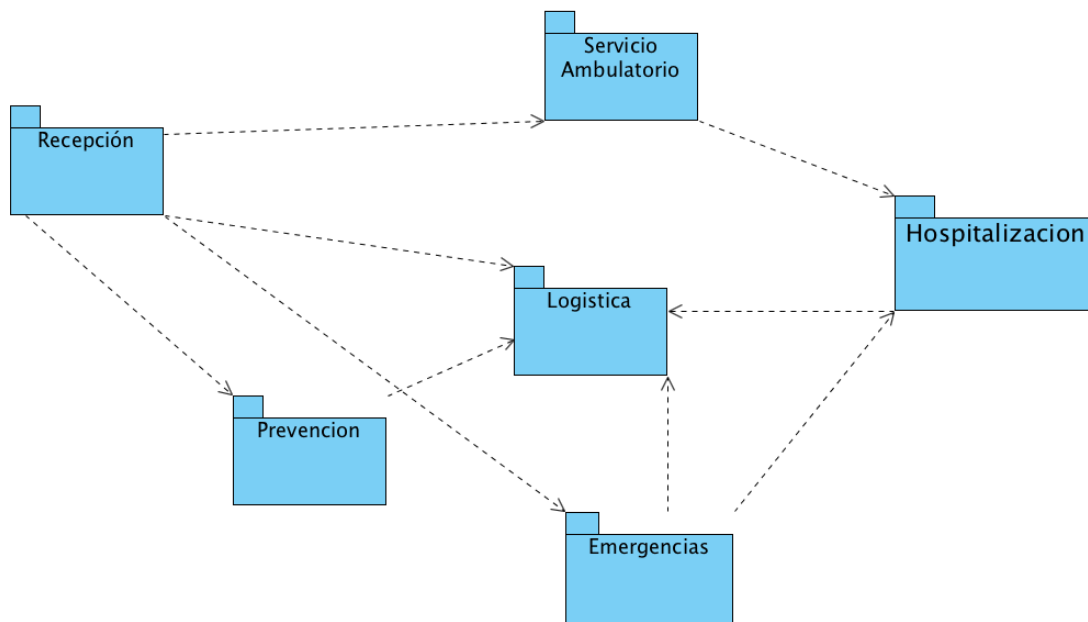 Servicio
Ambulatorio
Recepción
Hospitalizacion
Logistica
Prevencion
Emergencias